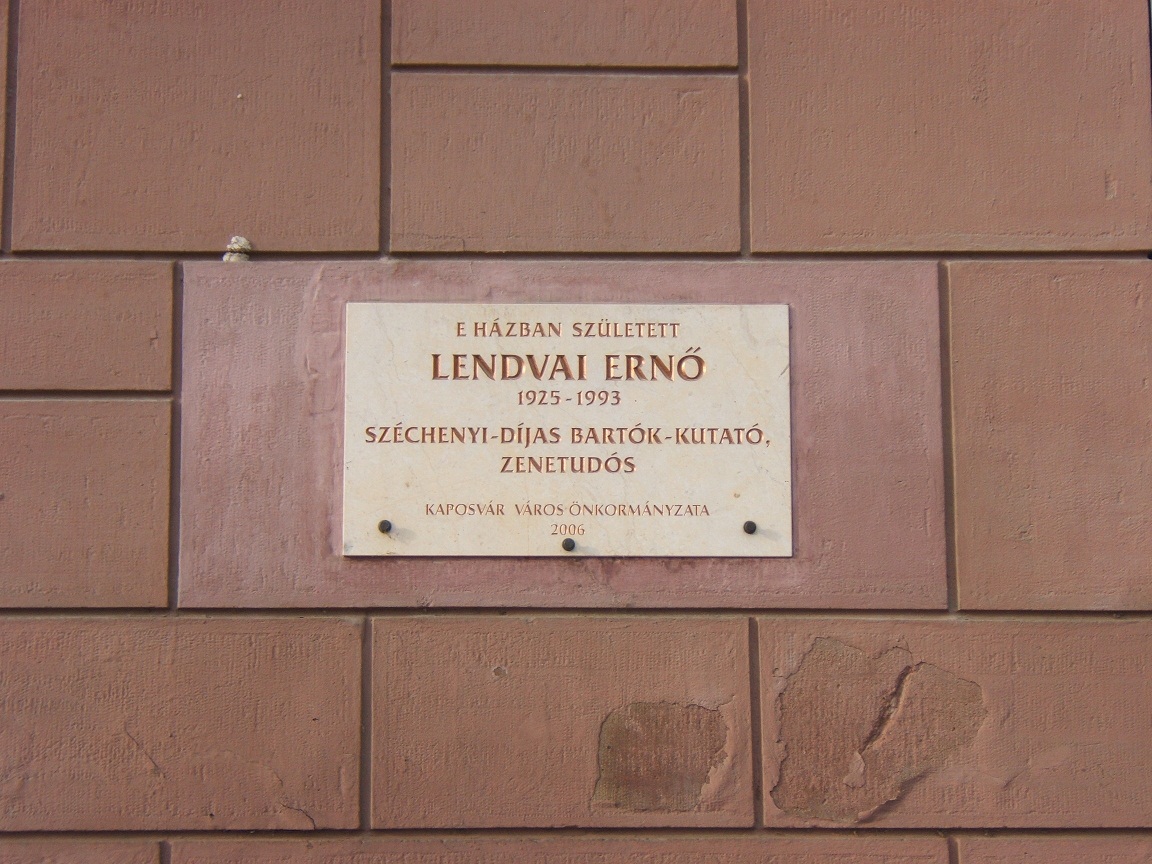 E HÁZBAN SZÜLETETT
LENDVAI ERNŐ
1925-1993
SZÉCHENYI-DÍJAS BARTÓK-KUTATÓ,
ZENETUDÓS
KAPOSVÁR VÁROS ÖNKORMÁNYZATA
2006